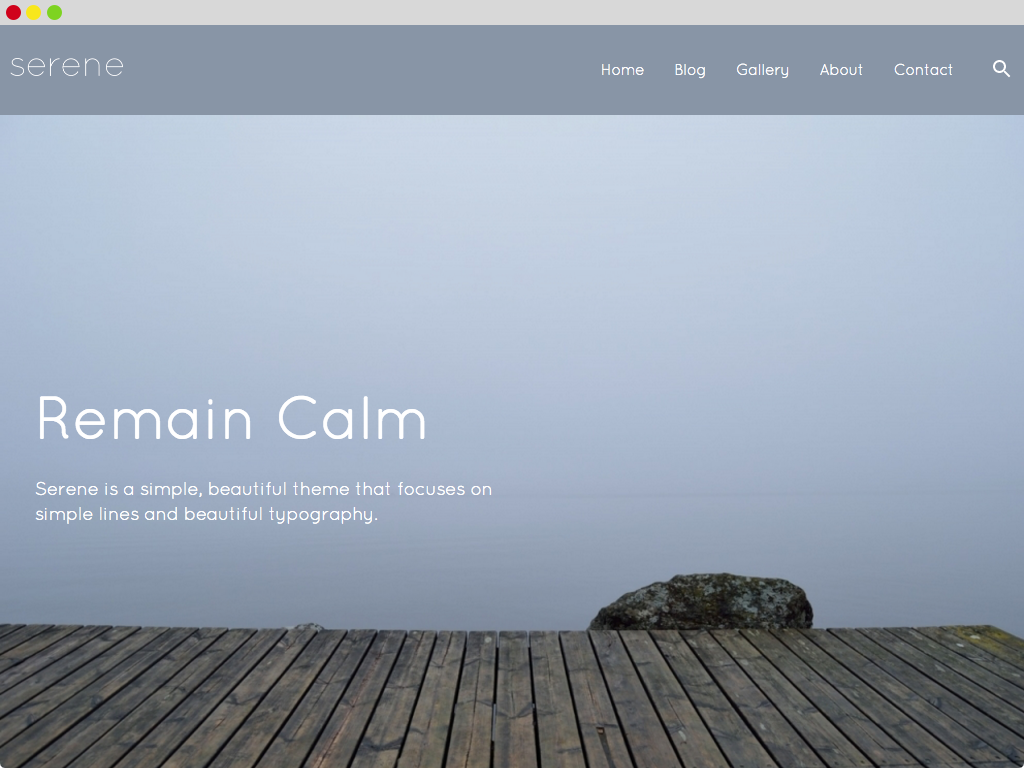 serene
Home Blog Gallery About Contact
Remain Calm
Serene is a simple, beautiful theme that focuses on
simple lines and beautiful typography.